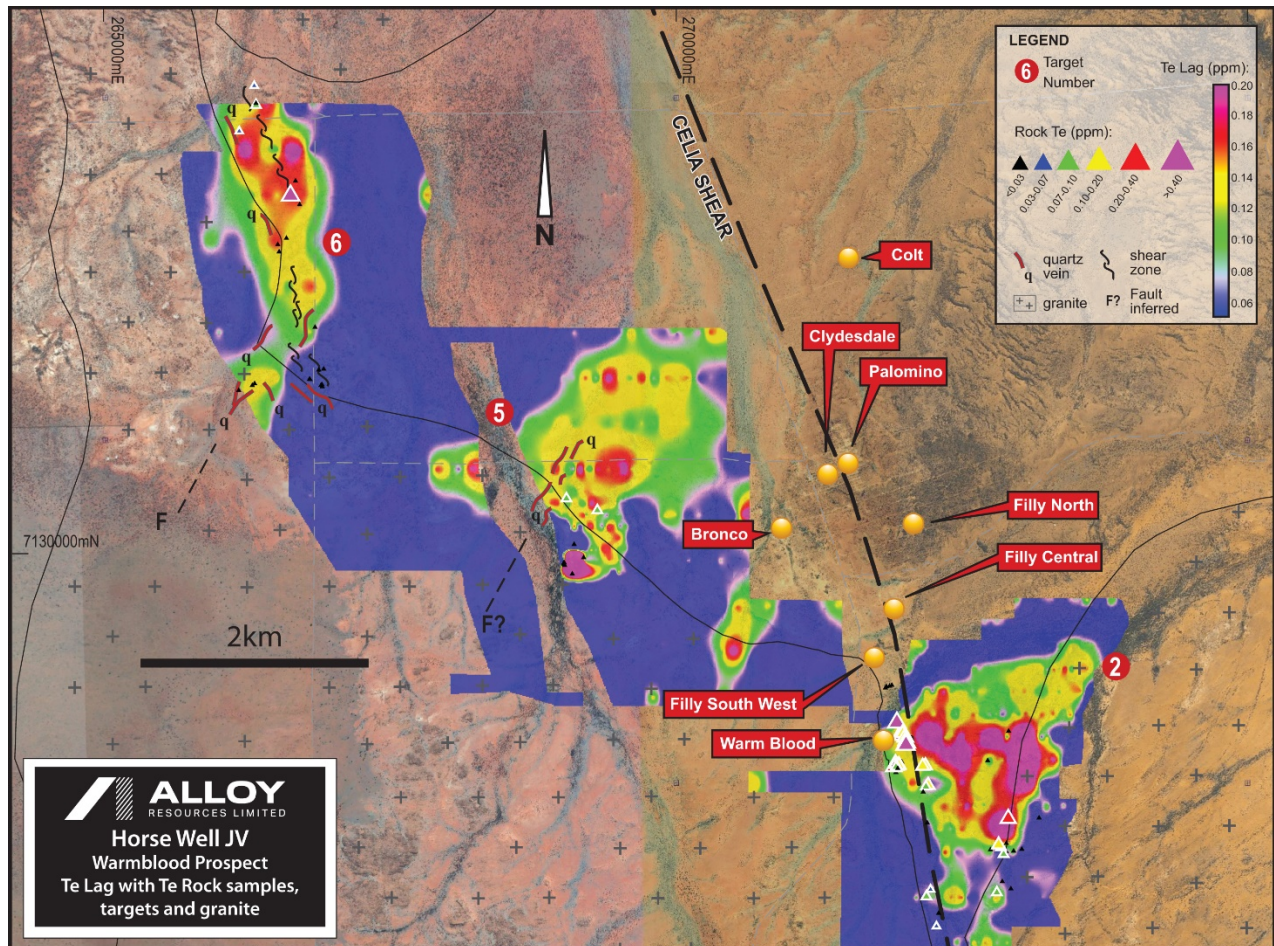 265000mE
270000mE
7130000mN
LEGEND
6
Target
Number
Te Lag (ppm):
0.20
0.18
0.16
0.14
0.12
0.10
0.08
0.06
Rock Te (ppm):
<0.03
0.03-0.07
0.07-0.10
0.10-0.20
0.20-0.40
>0.40
q
quartz
vein
shear
zone
granite
F?
Fault
inferred
CELIA SHEAR
N
Colt
Clydesdale
Palomino
Filly North
Bronco
Filly Central
Filly South West
Warm Blood
6
5
2
q
q
q
q
q
q
q
q
q
F
F?
2km
ALLOY
RESOURCES LIMITED
Horse Well JV
Warmblood Prospect
Te Lag with Te Rock samples,
targets and granite